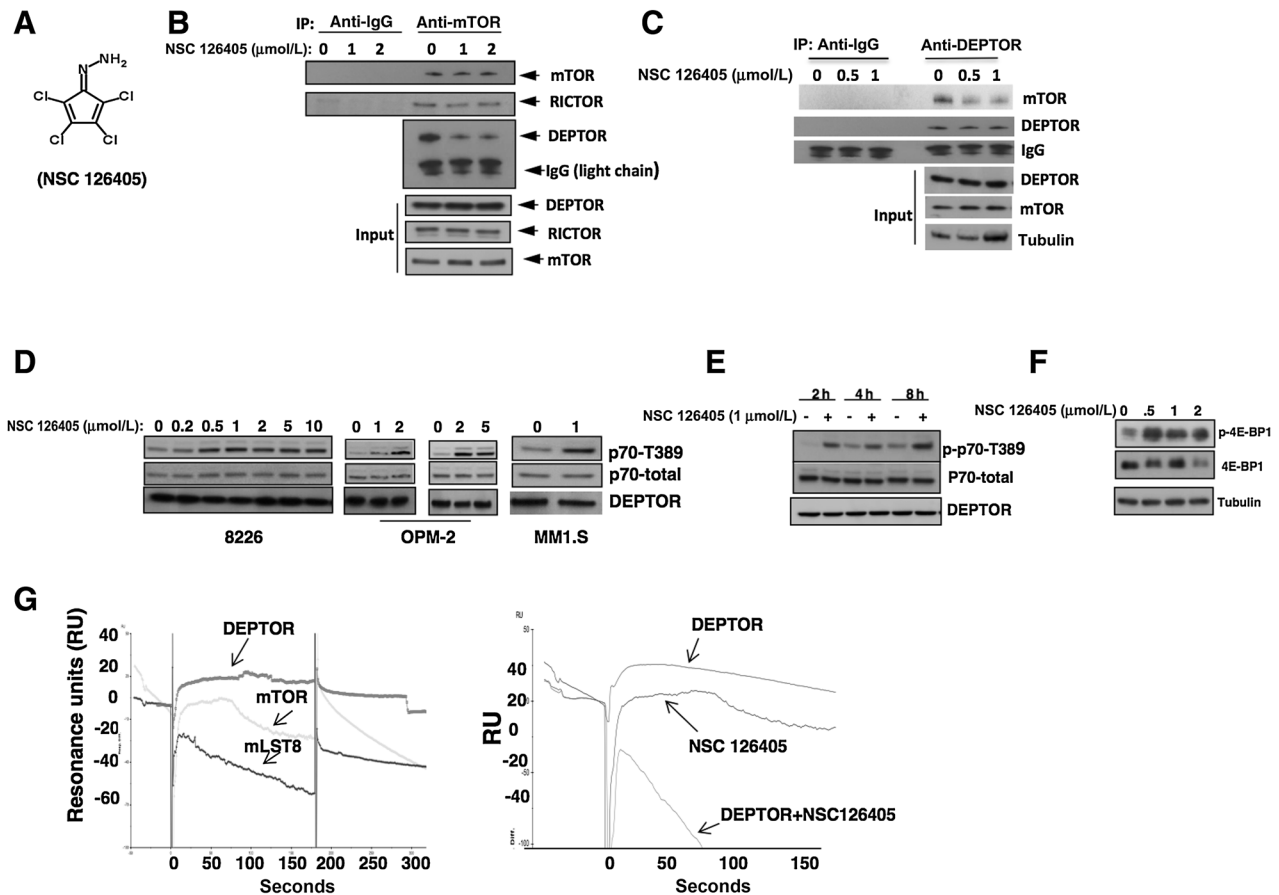 A
N
NH2
Cl
Cl
Cl
Cl
(NSC 126405)
B
IP: Anti-IgG Anti-mTOR
NSC 126405 (μmol/L): 0 1 2 0 1 2
mTOR
RICTOR
DEPTOR
IgG (light chain)
Input
DEPTOR
RICTOR
mTOR
C
IP: Anti-IgG Anti-DEPTOR
NSC 126405 (μmol/L) 0 0.5 1 0 0.5 1
mTOR
DEPTOR
IgG
Input
DEPTOR
mTOR
Tubulin
D
NSC 126405 (μmol/L): 0 0.2 0.5 1 2 5 10 0 1 2 0 2 5 0 1
p70-T389
p70-total
DEPTOR
8226 OPM-2 MM1.S
E
2 h 4 h 8 h
NSC 126405 (1 μmol/L) - + - + - +
p-p70-T389
P70-total
DEPTOR
F
NSC 126405 (μmol/L) 0 .5 1 2
p-4E-BP1
4E-BP1
Tubulin
G
Resonance units (RU)
40
20
0
-20
-40
-60
DEPTOR
mTOR
mLST8
0 50 100 150 200 250 300
Seconds
RU
RU
50
40
20
0
-20
-50
-40
-100
Diff.
DEPTOR
NSC 126405
DEPTOR+NSC126405
0 50 100 150
Seconds